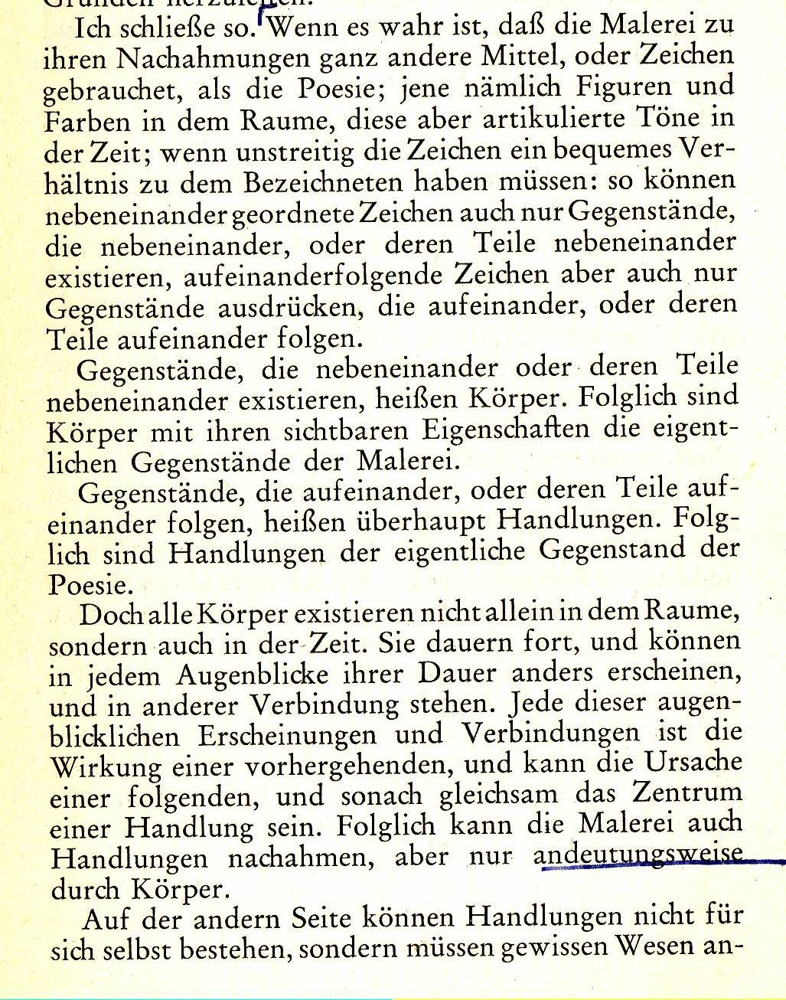 Gründen herzuleiten.
Ich schließe so. Wenn es wahr ist, daß die Malerei zu
ihren Nachahmungen ganz andere Mittel, oder Zeichen
gebrauchet, als die Poesie; jene nämlich Figuren und
Farben in dem Raume, diese aber artikulierte Töne in
der Zeit; wenn unstreitig die Zeichen ein bequemes Ver-
hältnis zu dem Bezeichneten haben müssen: so können
nebeneinander geordnete Zeichen auch nur Gegenstände,
die nebeneinander, oder deren Teile nebeneinander
existieren, aufeinanderfolgende Zeichen aber auch nur
Gegenstände ausdrücken, die aufeinander, oder deren
Teile aufeinander folgen.
Gegenstände, die nebeneinander oder deren Teile
nebeneinander existieren, heißen Körper. Folglich sind
Körper mit ihren sichtbaren Eigenschaften die eigent-
lichen Gegenstände der Malerei.
Gegenstände, die aufeinander, oder deren Teile auf-
einander folgen, heißen überhaupt Handlungen. Folg-
lich sind Handlungen der eigentliche Gegenstand der
Poesie.
Doch alle Körper existieren nicht allein in dem Raume,
sondern auch in der Zeit. Sie dauern fort, und können
in jedem Augenblicke ihrer Dauer anders erscheinen,
und in anderer Verbindung stehen. Jede dieser augen-
blicklichen Erscheinungen und Verbindungen ist die
Wirkung einer vorhergehenden, und kann die Ursache
einer folgenden, und sonach gleichsam das Zentrum
einer Handlung sein. Folglich kann die Malerei auch
Handlungen nachahmen, aber nur andeutungsweise
durch Körper.
Auf der andern Seite können Handlungen nicht für
sich selbst bestehen, sondern müssen gewissen Wesen an-